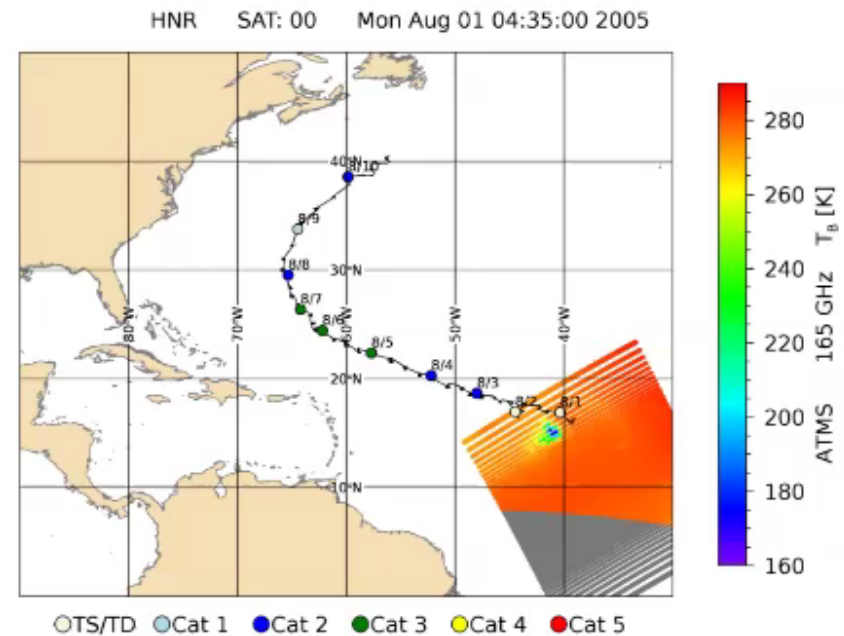 HNR SAT: 00 Mon Aug 01 04:35:00 2005
40°N
8/10
8/9
30°N
8/8
8/7
8/6
80°W
70°W
60°W
50°W
40°W
8/5
20°N
8/4
8/3
8/2
8/1
10°N
280
260
240
220
200
180
160
ATMS 165 GHz T_B [K]
TS/TD Cat 1 Cat 2 Cat 3 Cat 4 Cat 5